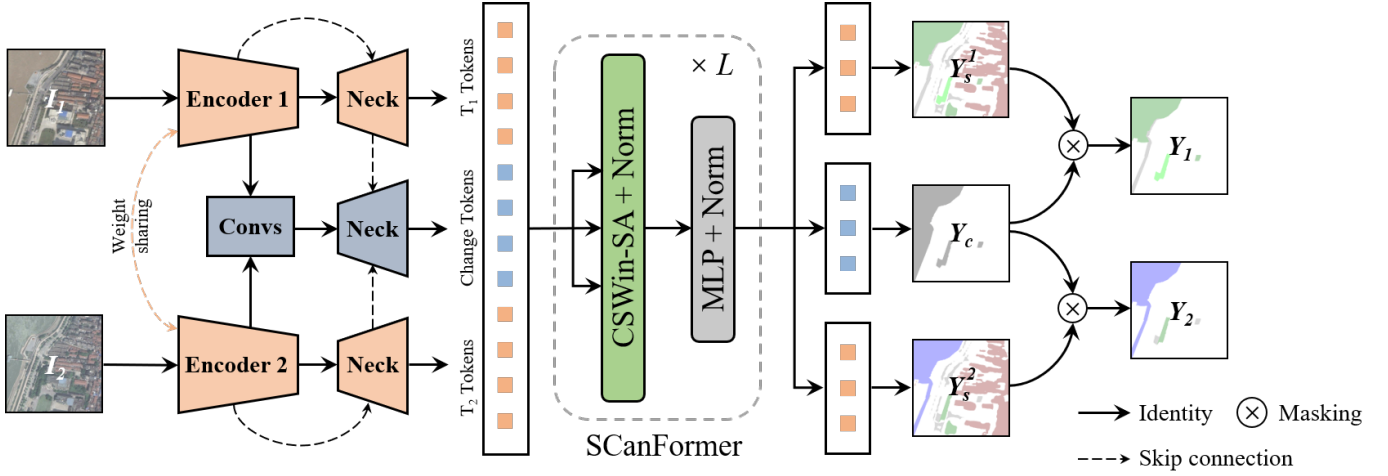 I₁
Encoder 1
Neck
T₁ Tokens
Weight
sharing
Convs
Neck
Change Tokens
I₂
Encoder 2
Neck
T₂ Tokens
CSWin-SA + Norm
MLP + Norm
× L
SCanFormer
Yₛ¹
Y_c
Yₛ²
Y₁
Y₂
Identity
Masking
Skip connection